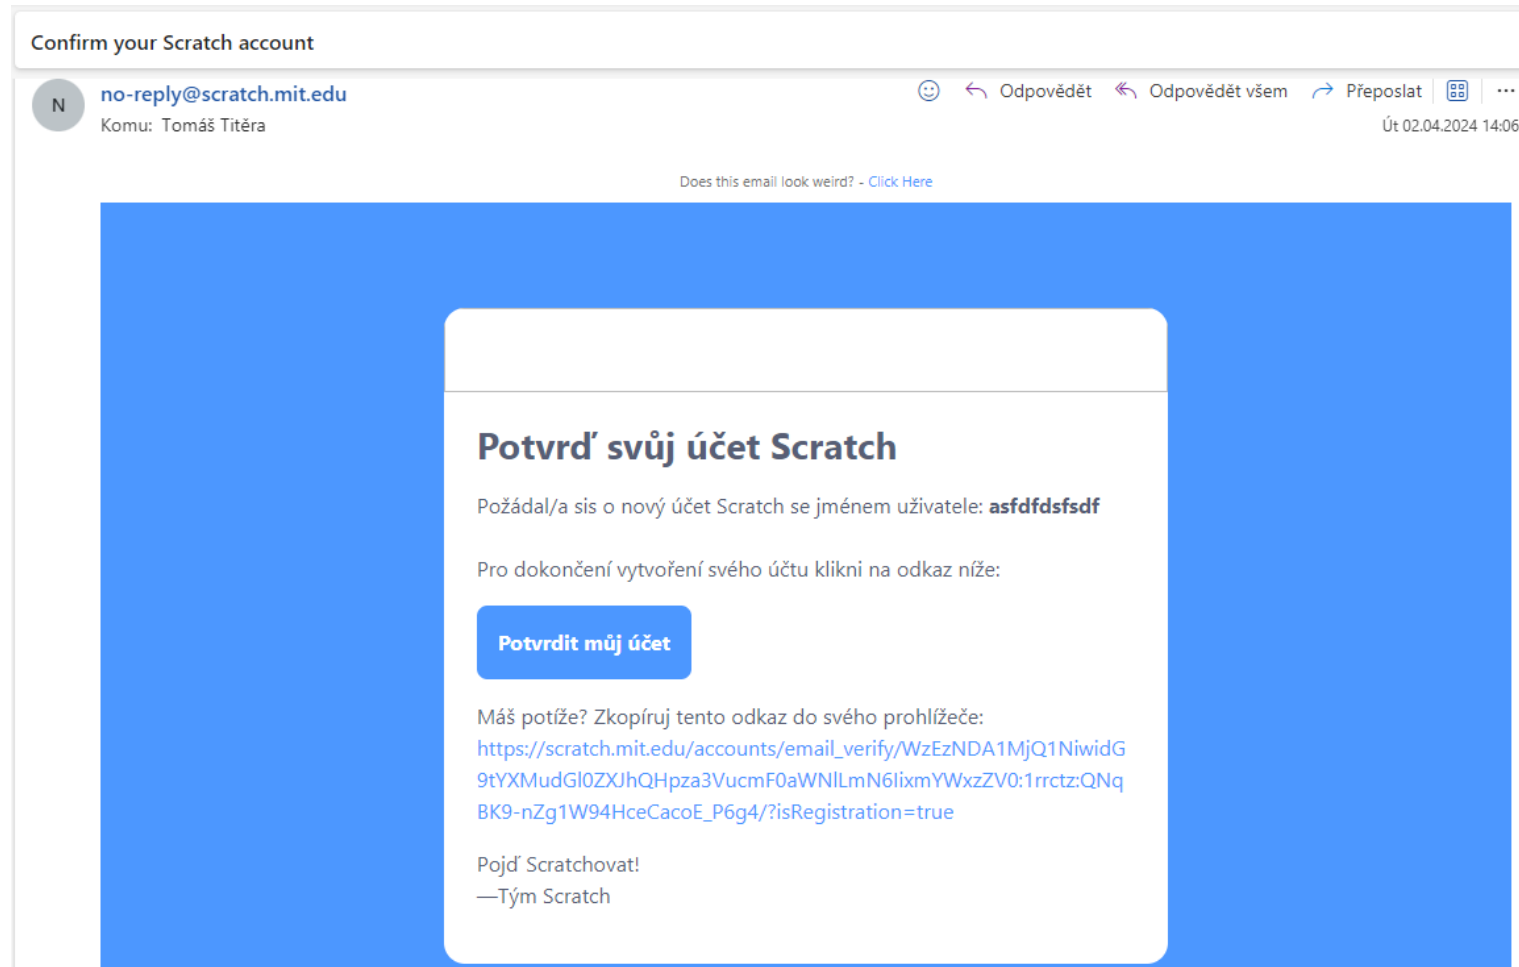 Confirm your Scratch account
N
no-reply@scratch.mit.edu
Odpovědět
Odpovědět všem
Přeposlat
Komu: Tomáš Titěra
Út 02.04.2024 14:06
Does this email look weird? - Click Here
Potvrď svůj účet Scratch
Požádal/a sis o nový účet Scratch se jménem uživatele: asfdfdsfsdf
Pro dokončení vytvoření svého účtu klikni na odkaz níže:
Potvrdit můj účet
Máš potíže? Zkopíruj tento odkaz do svého prohlížeče:
https://scratch.mit.edu/accounts/email_verify/WzEzNDA1MjQ1NiwidG
9tYXMudGl0ZXJhQHpza3VucmF0aWNlLmN6IixmYWxzZV0:1rrctz:QNq
BK9-nZg1W94HceCacoE_P6g4/?isRegistration=true
Pojď Scratchovat!
—Tým Scratch